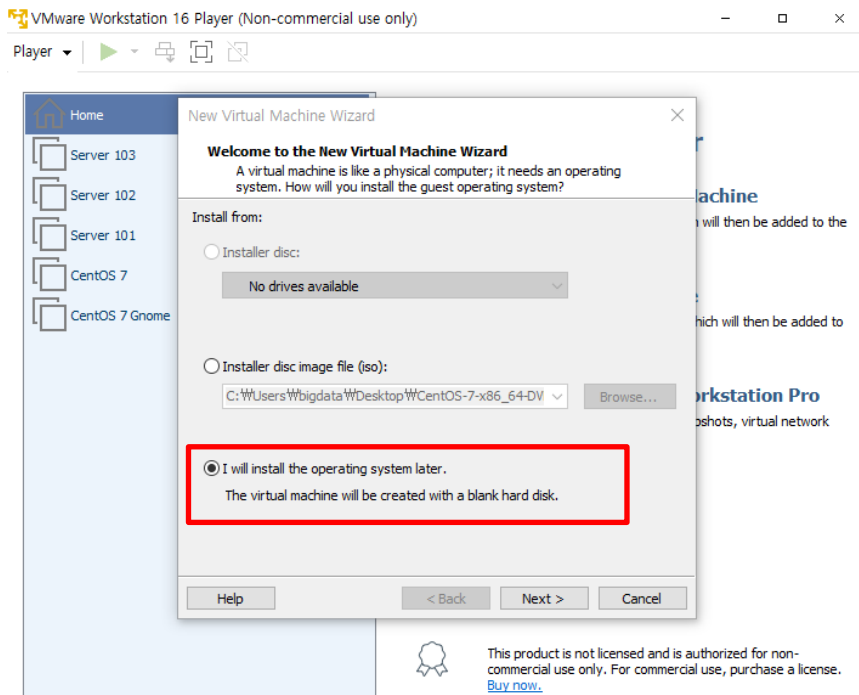 VMware Workstation 16 Player (Non-commercial use only)
Player
Home
Server 103
Server 102
Server 101
CentOS 7
CentOS 7 Gnome
New Virtual Machine Wizard
Welcome to the New Virtual Machine Wizard
A virtual machine is like a physical computer; it needs an operating
system. How will you install the guest operating system?
Install from:
Installer disc:
No drives available
Installer disc image file (iso):
C:₩Users₩bigdata₩Desktop₩CentOS-7-x86_64-DV
Browse...
I will install the operating system later.
The virtual machine will be created with a blank hard disk.
Help
< Back
Next >
Cancel
will then be added to the
will then be added to
Pro
virtual network
This product is not licensed and is authorized for non-
commercial use only. For commercial use, purchase a license.
Buy now.